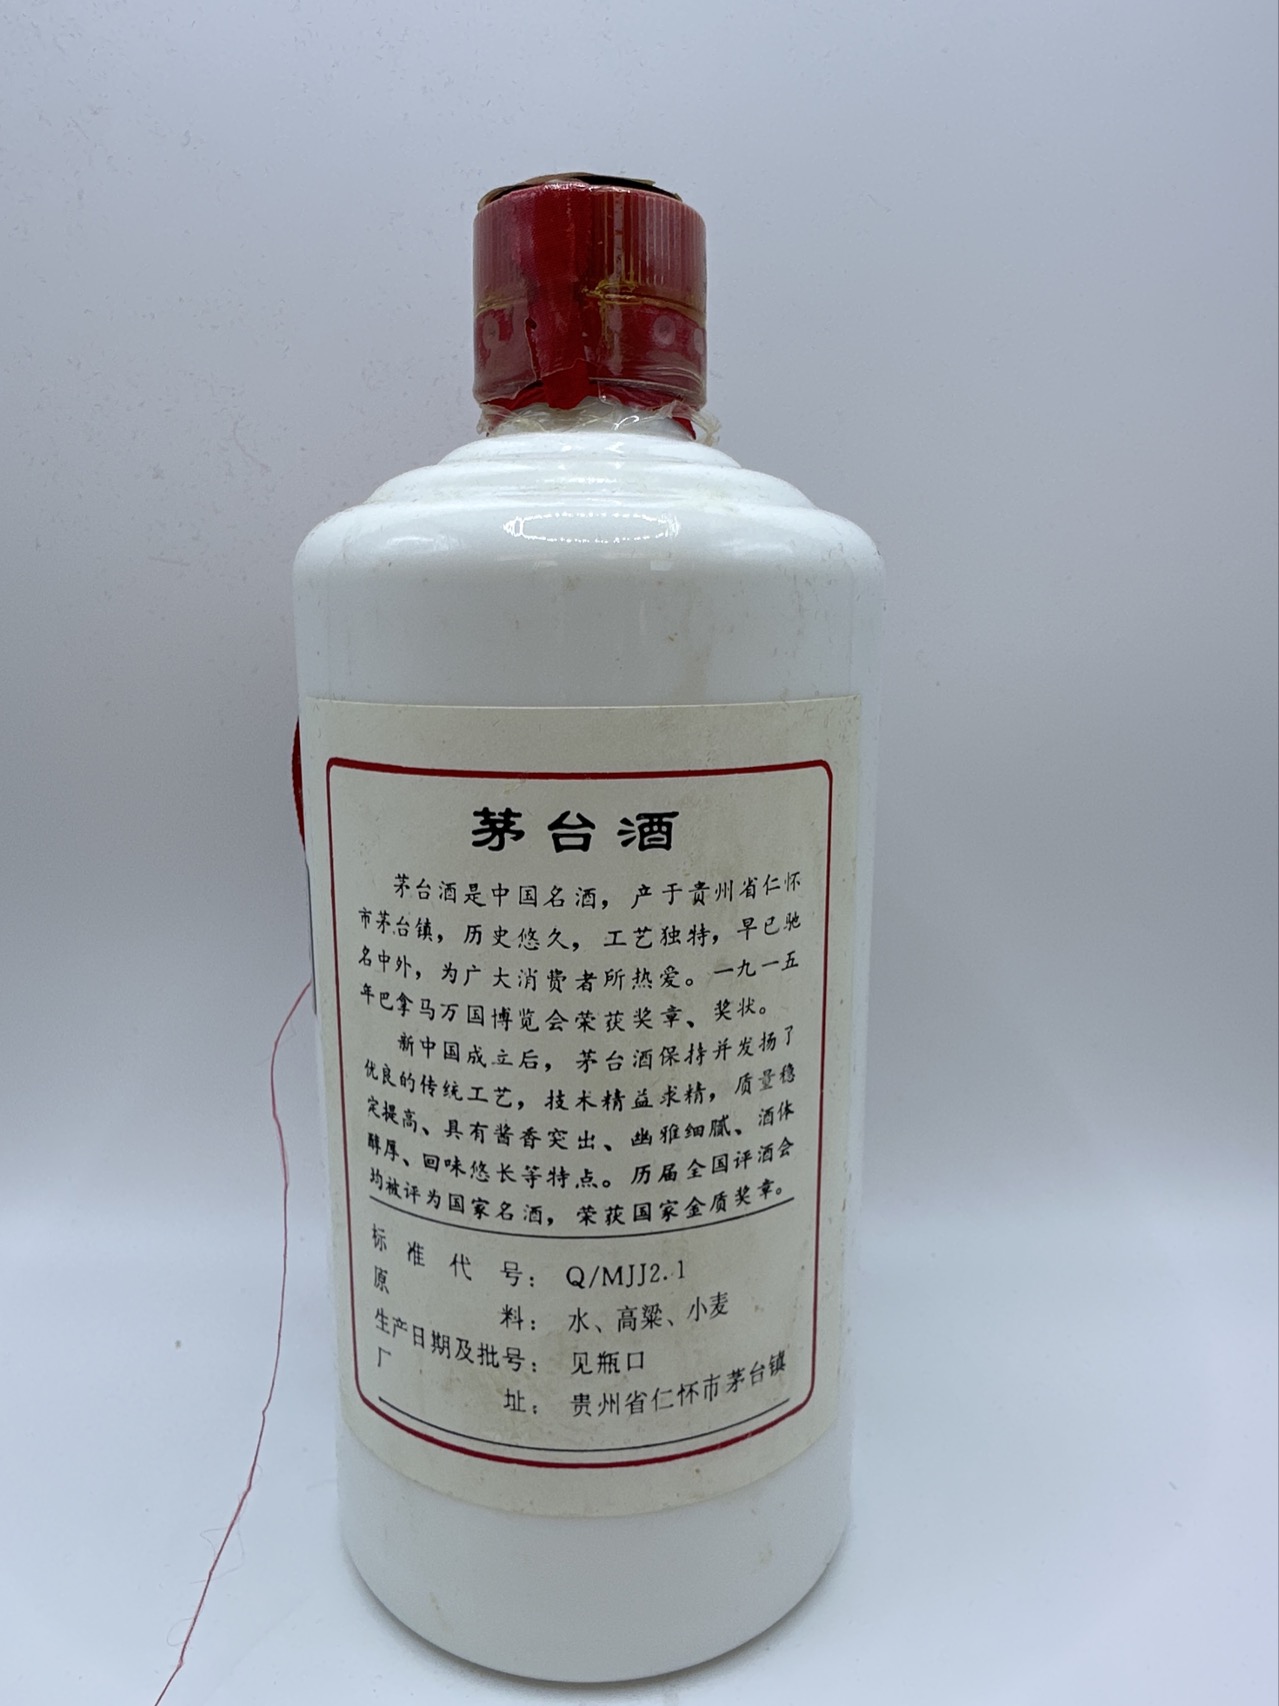 茅台酒
茅台酒是中国名酒，产于贵州省仁怀
市茅台镇，历史悠久，工艺独特，早已驰
名中外，为广大消费者所热爱。一九一五
年巴拿马万国博览会荣获奖章、奖状。
新中国成立后，茅台酒保持并发扬了
优良的传统工艺，技术精益求精，质量稳
定提高、具有酱香突出、幽雅细腻、酒体
醇厚、回味悠长等特点。历届全国评酒会
均被评为国家名酒，荣获国家金质奖章。
标准代号：Q/MJJ2.1
原料：水、高粱、小麦
生产日期及批号：见瓶口
厂址：贵州省仁怀市茅台镇